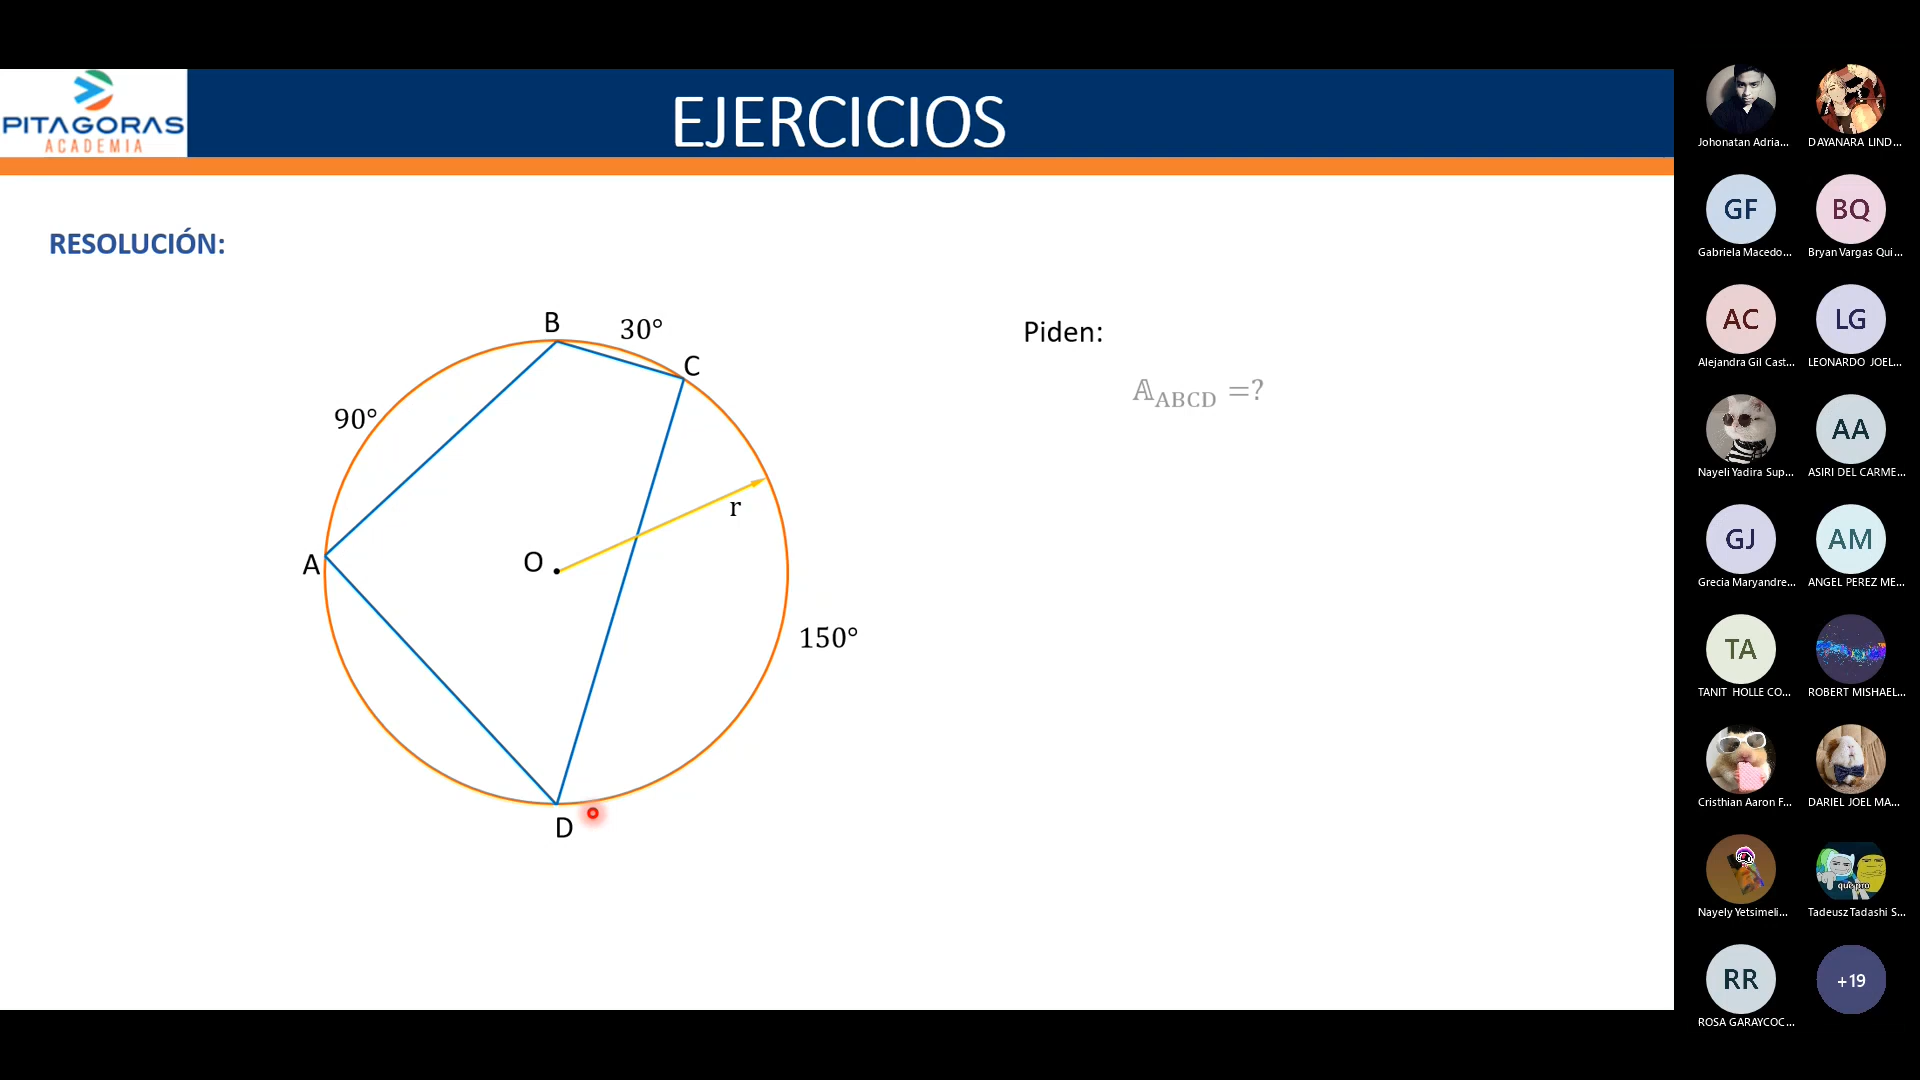 PITAGORAS
ACADEMIA
EJERCICIOS
RESOLUCIÓN:
B
30°
C
90°
A
O
r
150°
D
Piden:
𝔸ABCD =?
Johonatan Adria...
DAYANARA LIND...
GF
Gabriela Macedo...
BQ
Bryan Vargas Qui...
AC
Alejandra Gil Cast...
LG
LEONARDO JOEL...
Nayeli Yadira Sup...
AA
ASIRI DEL CARME...
GJ
Grecia Maryandre...
AM
ANGEL PEREZ ME...
TA
TANIT HOLLE CO...
ROBERT MISHAEL...
Cristhian Aaron F...
DARIEL JOEL MA...
Nayely Yetsimeli...
que pro
Tadeusz Tadashi S...
RR
ROSA GARAYCOC...
+19